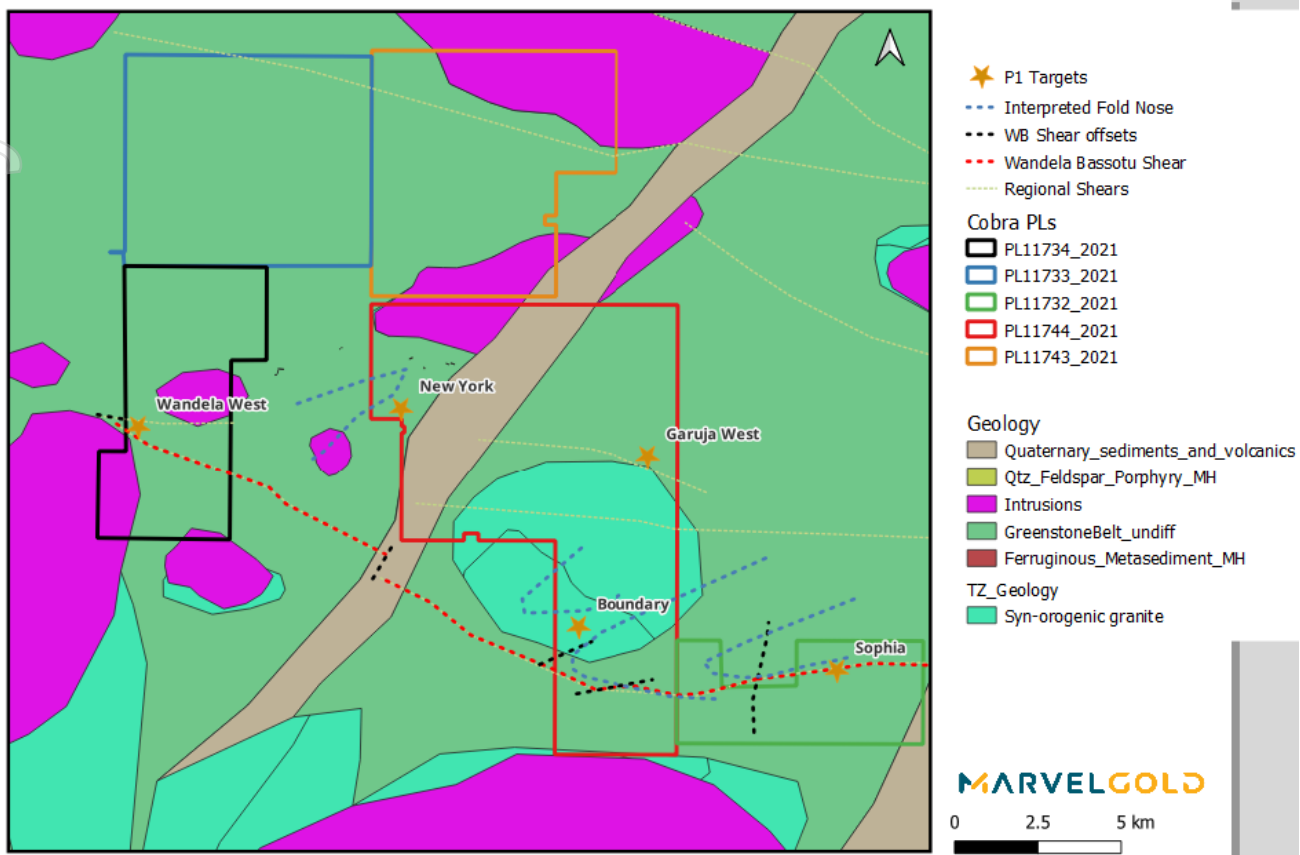 P1 Targets
Interpreted Fold Nose
WB Shear offsets
Wandela Bassotu Shear
Regional Shears
Cobra PLs
PL11734_2021
PL11733_2021
PL11732_2021
PL11744_2021
PL11743_2021
Geology
Quaternary_sediments_and_volcanics
Qtz_Feldspar_Porphyry_MH
Intrusions
GreenstoneBelt_undiff
Ferruginous_Metasediment_MH
TZ_Geology
Syn-orogenic granite
New York
Wandela West
Garuja West
Boundary
Sophia
MARVELGOLD
0 2.5 5 km